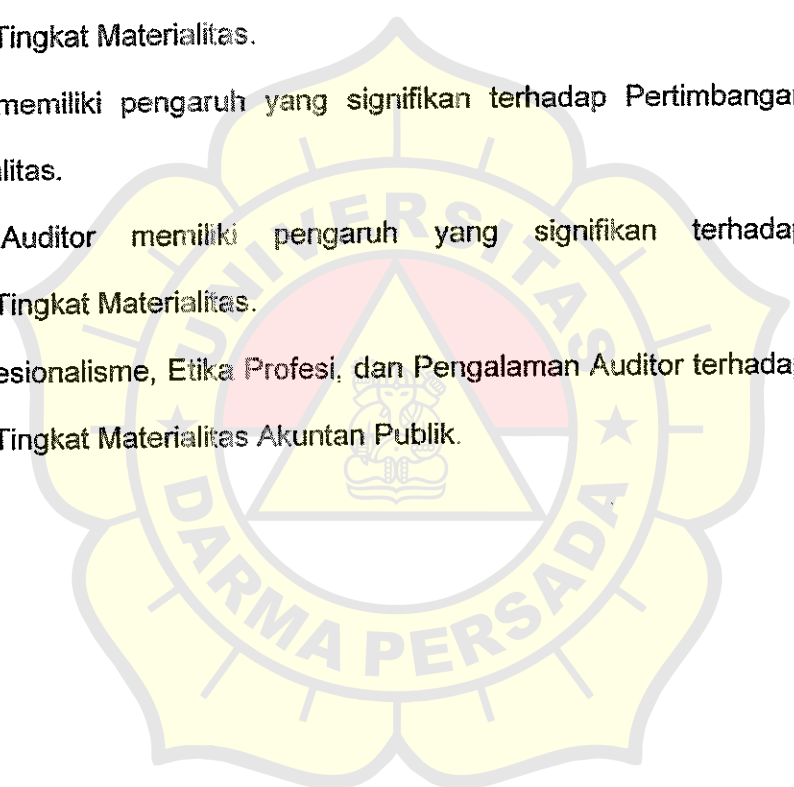 Tingkat Materialitas.
memiliki pengaruh yang signifikan terhadap Pertimbangan
litas.
Auditor memiliki pengaruh yang signifikan terhadap
Tingkat Materialitas.
esionalisme, Etika Profesi, dan Pengalaman Auditor terhadap
Tingkat Materialitas Akuntan Publik.
UNIVERSITAS
DARMA PERSADA